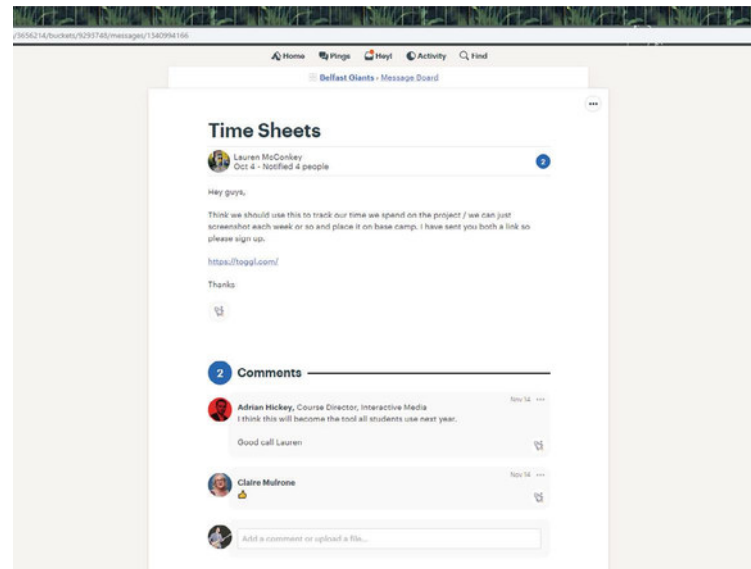 /3656214/buckets/9293748/messages/1340994166
Home Pings Hey! Activity Find
Belfast Giants › Message Board
Time Sheets
Lauren McConkey
Oct 4 - Notified 4 people
2
Hey guys,
Think we should use this to track our time we spend on the project / we can just
screenshot each week or so and place it on base camp. I have sent you both a link so
please sign up.
https://toggl.com/
Thanks
2 Comments
Nov 14
Adrian Hickey, Course Director, Interactive Media
I think this will become the tool all students use next year.
Good call Lauren
Nov 14
Claire Mulrone
👍
Add a comment or upload a file...